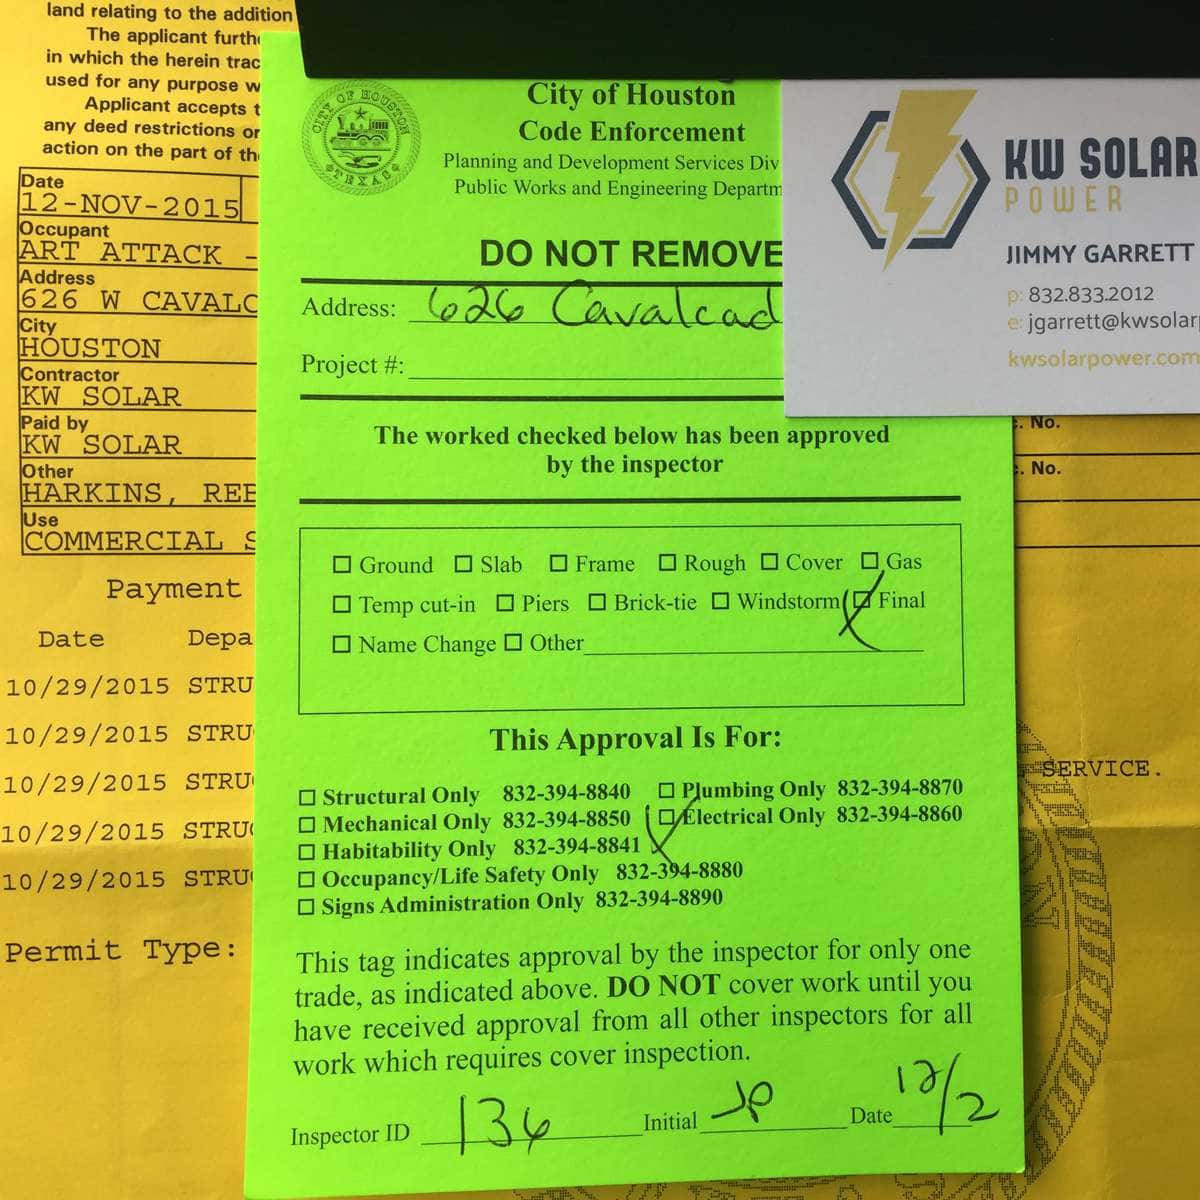 land relating to the addition
The applicant furth
in which the herein trac
used for any purpose w
Applicant accepts t
any deed restrictions or
action on the part of th
Date
12-NOV-2015
Occupant
ART ATTACK -
Address
626 W CAVALC
City
HOUSTON
Contractor
KW SOLAR
Paid by
KW SOLAR
Other
HARKINS, REE
Use
COMMERCIAL S
Payment
Date Depa
10/29/2015 STRU
10/29/2015 STRU
10/29/2015 STRU
10/29/2015 STRU
10/29/2015 STRU
Permit Type:
CITY OF HOUSTON
TEXAS
City of Houston
Code Enforcement
Planning and Development Services Div
Public Works and Engineering Departm
DO NOT REMOVE
Address: 626 Cavalcad
Project #:
The worked checked below has been approved
by the inspector
Ground Slab Frame Rough Cover Gas
Temp cut-in Piers Brick-tie Windstorm Final
Name Change Other
This Approval Is For:
Structural Only 832-394-8840 Plumbing Only 832-394-8870
Mechanical Only 832-394-8850 Electrical Only 832-394-8860
Habitability Only 832-394-8841
Occupancy/Life Safety Only 832-394-8880
Signs Administration Only 832-394-8890
This tag indicates approval by the inspector for only one
trade, as indicated above. DO NOT cover work until you
have received approval from all other inspectors for all
work which requires cover inspection.
Inspector ID 136 Initial JP Date 12/2
KW SOLAR
POWER
JIMMY GARRETT
p: 832.833.2012
e: jgarrett@kwsolarp
kwsolarpower.com
. No.
. No.
SERVICE.